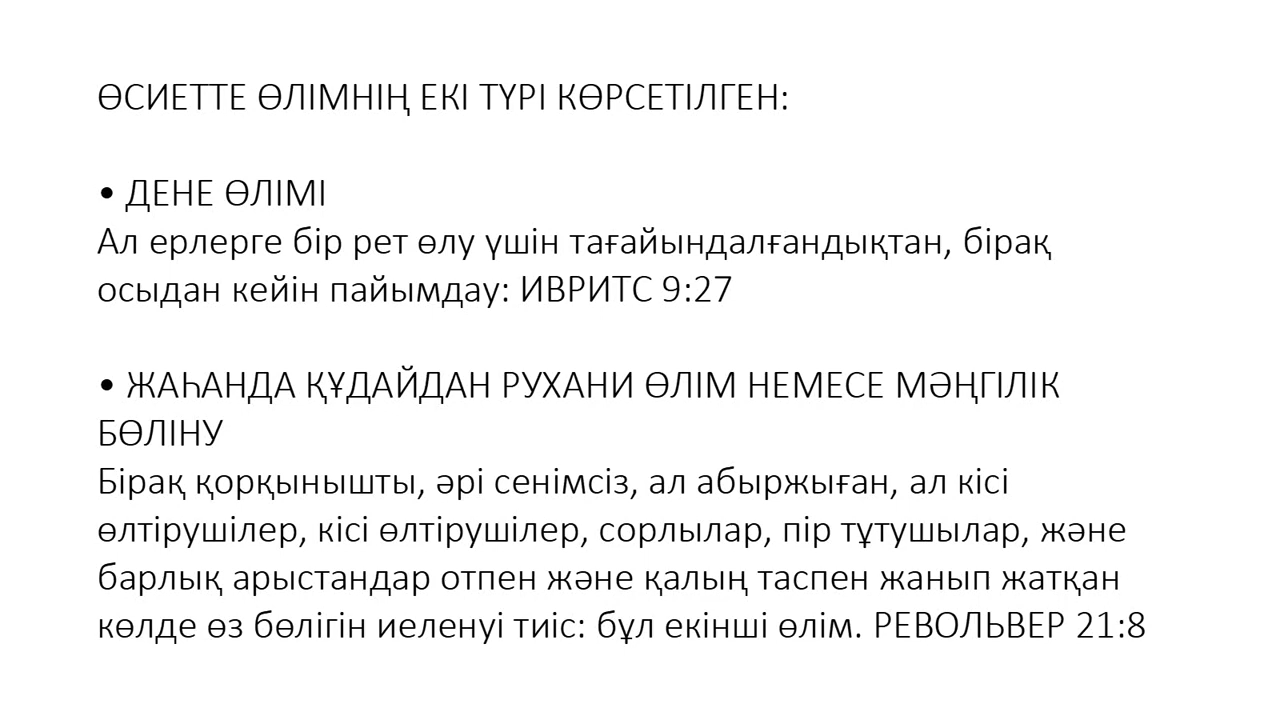 ӨСИЕТТЕ ӨЛІМНІҢ ЕКІ ТҮРІ КӨРСЕТІЛГЕН:
• ДЕНЕ ӨЛІМІ
Ал ерлерге бір рет өлу үшін тағайындалғандықтан, бірақ
осыдан кейін пайымдау: ИВРИТС 9:27
• ЖАҺАНДА ҚҰДАЙДАН РУХАНИ ӨЛІМ НЕМЕСЕ МӘҢГІЛІК
БӨЛІНУ
Бірақ қорқынышты, әрі сенімсіз, ал абыржыған, ал кісі
өлтірушілер, кісі өлтірушілер, сорлылар, пір тұтушылар, және
барлық арыстандар отпен және қалың таспен жанып жатқан
көлде өз бөлігін иеленуі тиіс: бұл екінші өлім. РЕВОЛЬВЕР 21:8